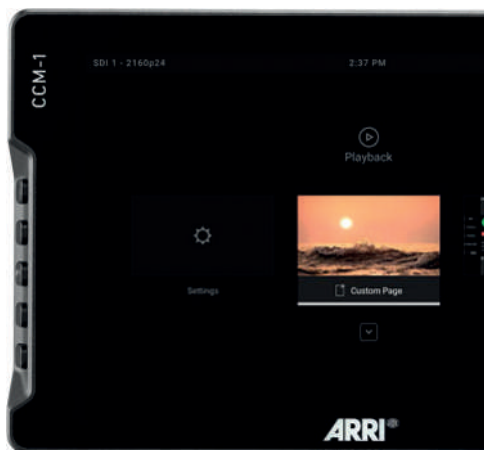 CCM-1
SDI 1 - 2160p24
2:37 PM
Playback
Settings
Custom Page
ARRI